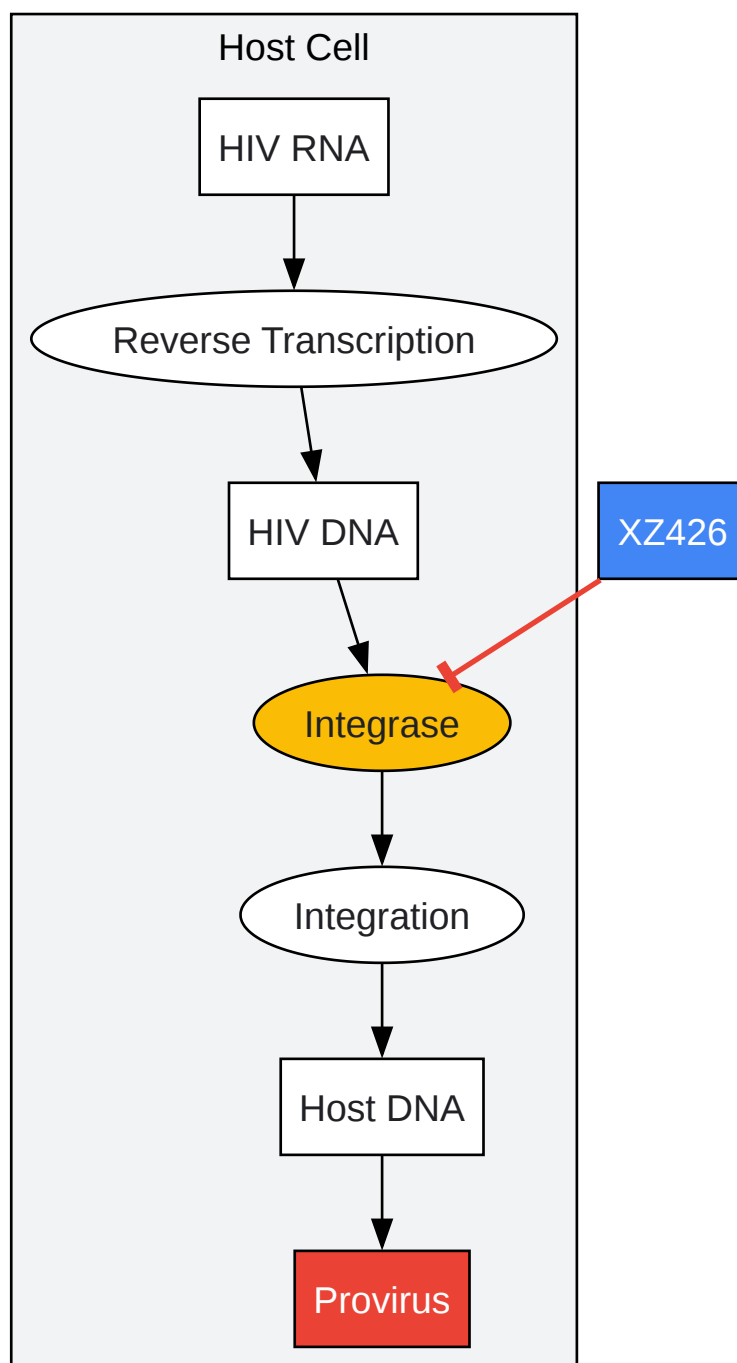 Host Cell
HIV RNA
Reverse Transcription
HIV DNA
XZ426
Integrase
Integration
Host DNA
Provirus